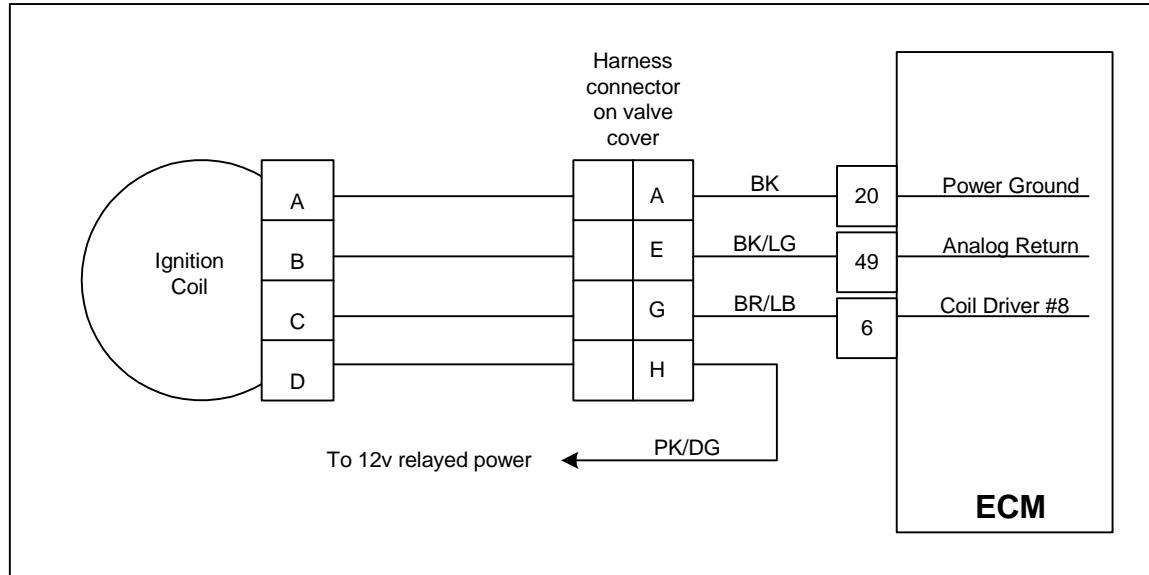 Harness
connector
on valve
cover
Ignition
Coil
A
B
C
D
A
E
G
H
BK
BK/LG
BR/LB
PK/DG
20
49
6
Power Ground
Analog Return
Coil Driver #8
To 12v relayed power
ECM